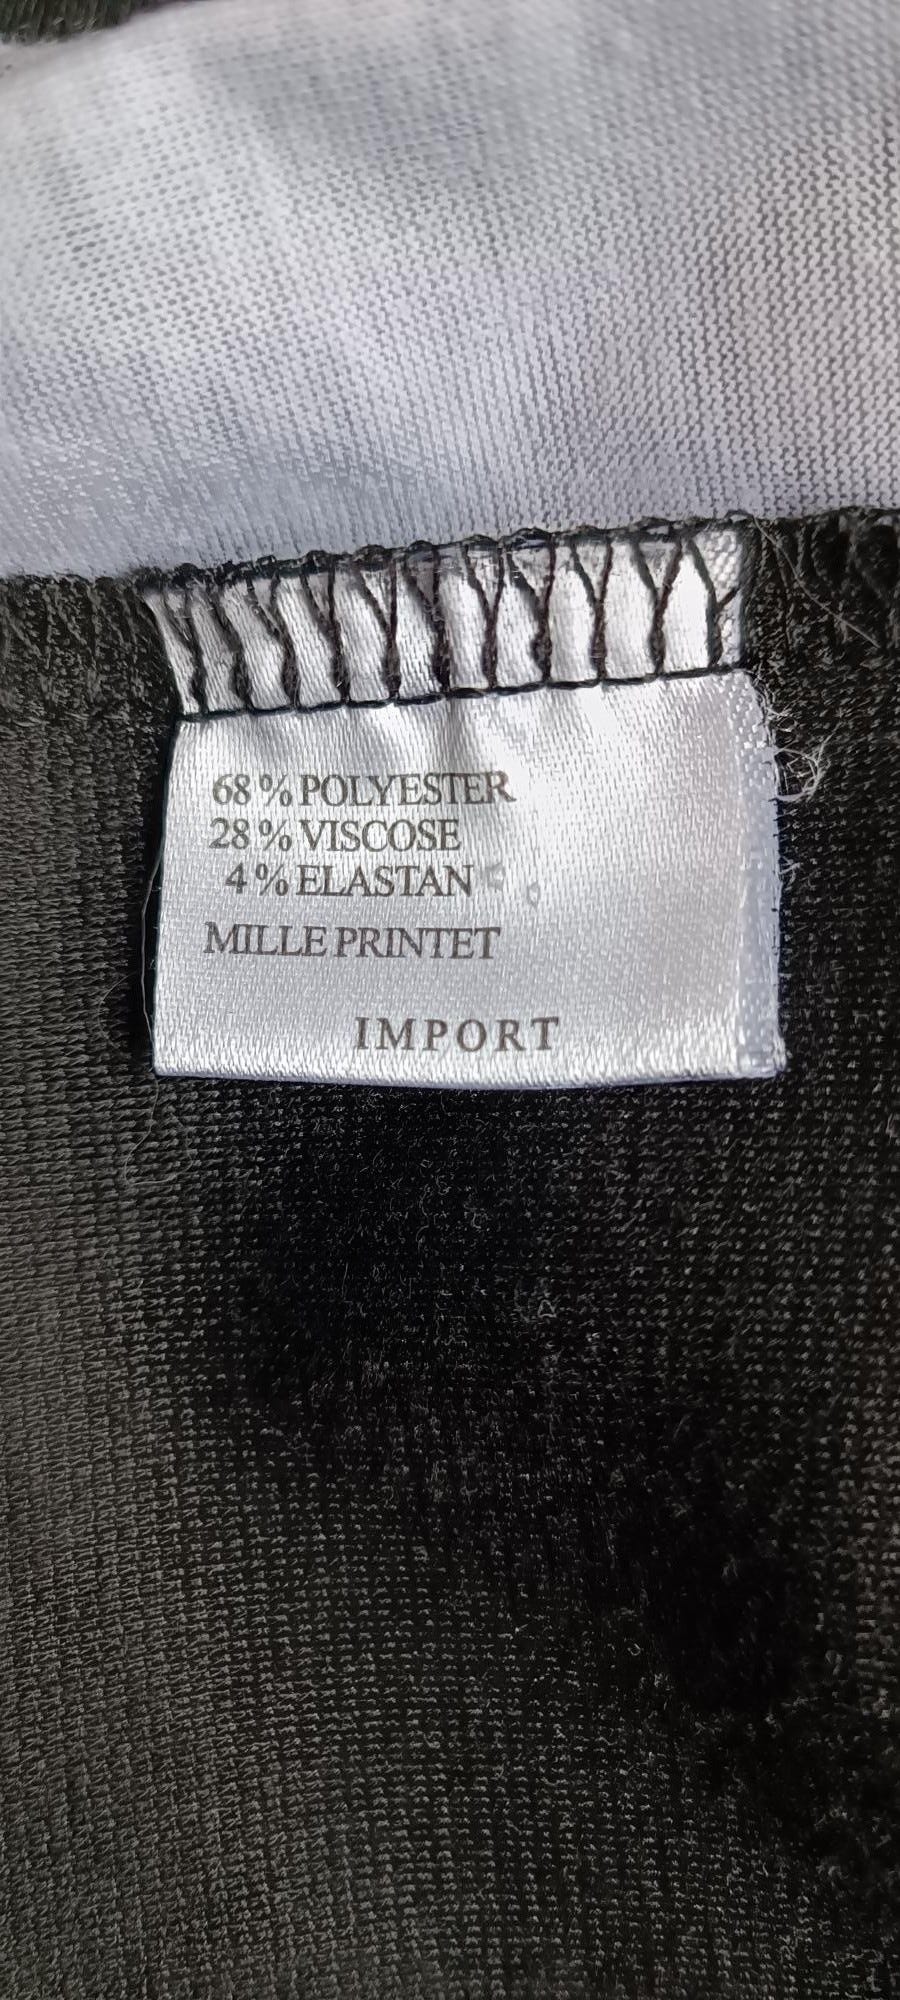 68 % POLYESTER
28 % VISCOSE
4 % ELASTAN
MILLE PRINTET
IMPORT